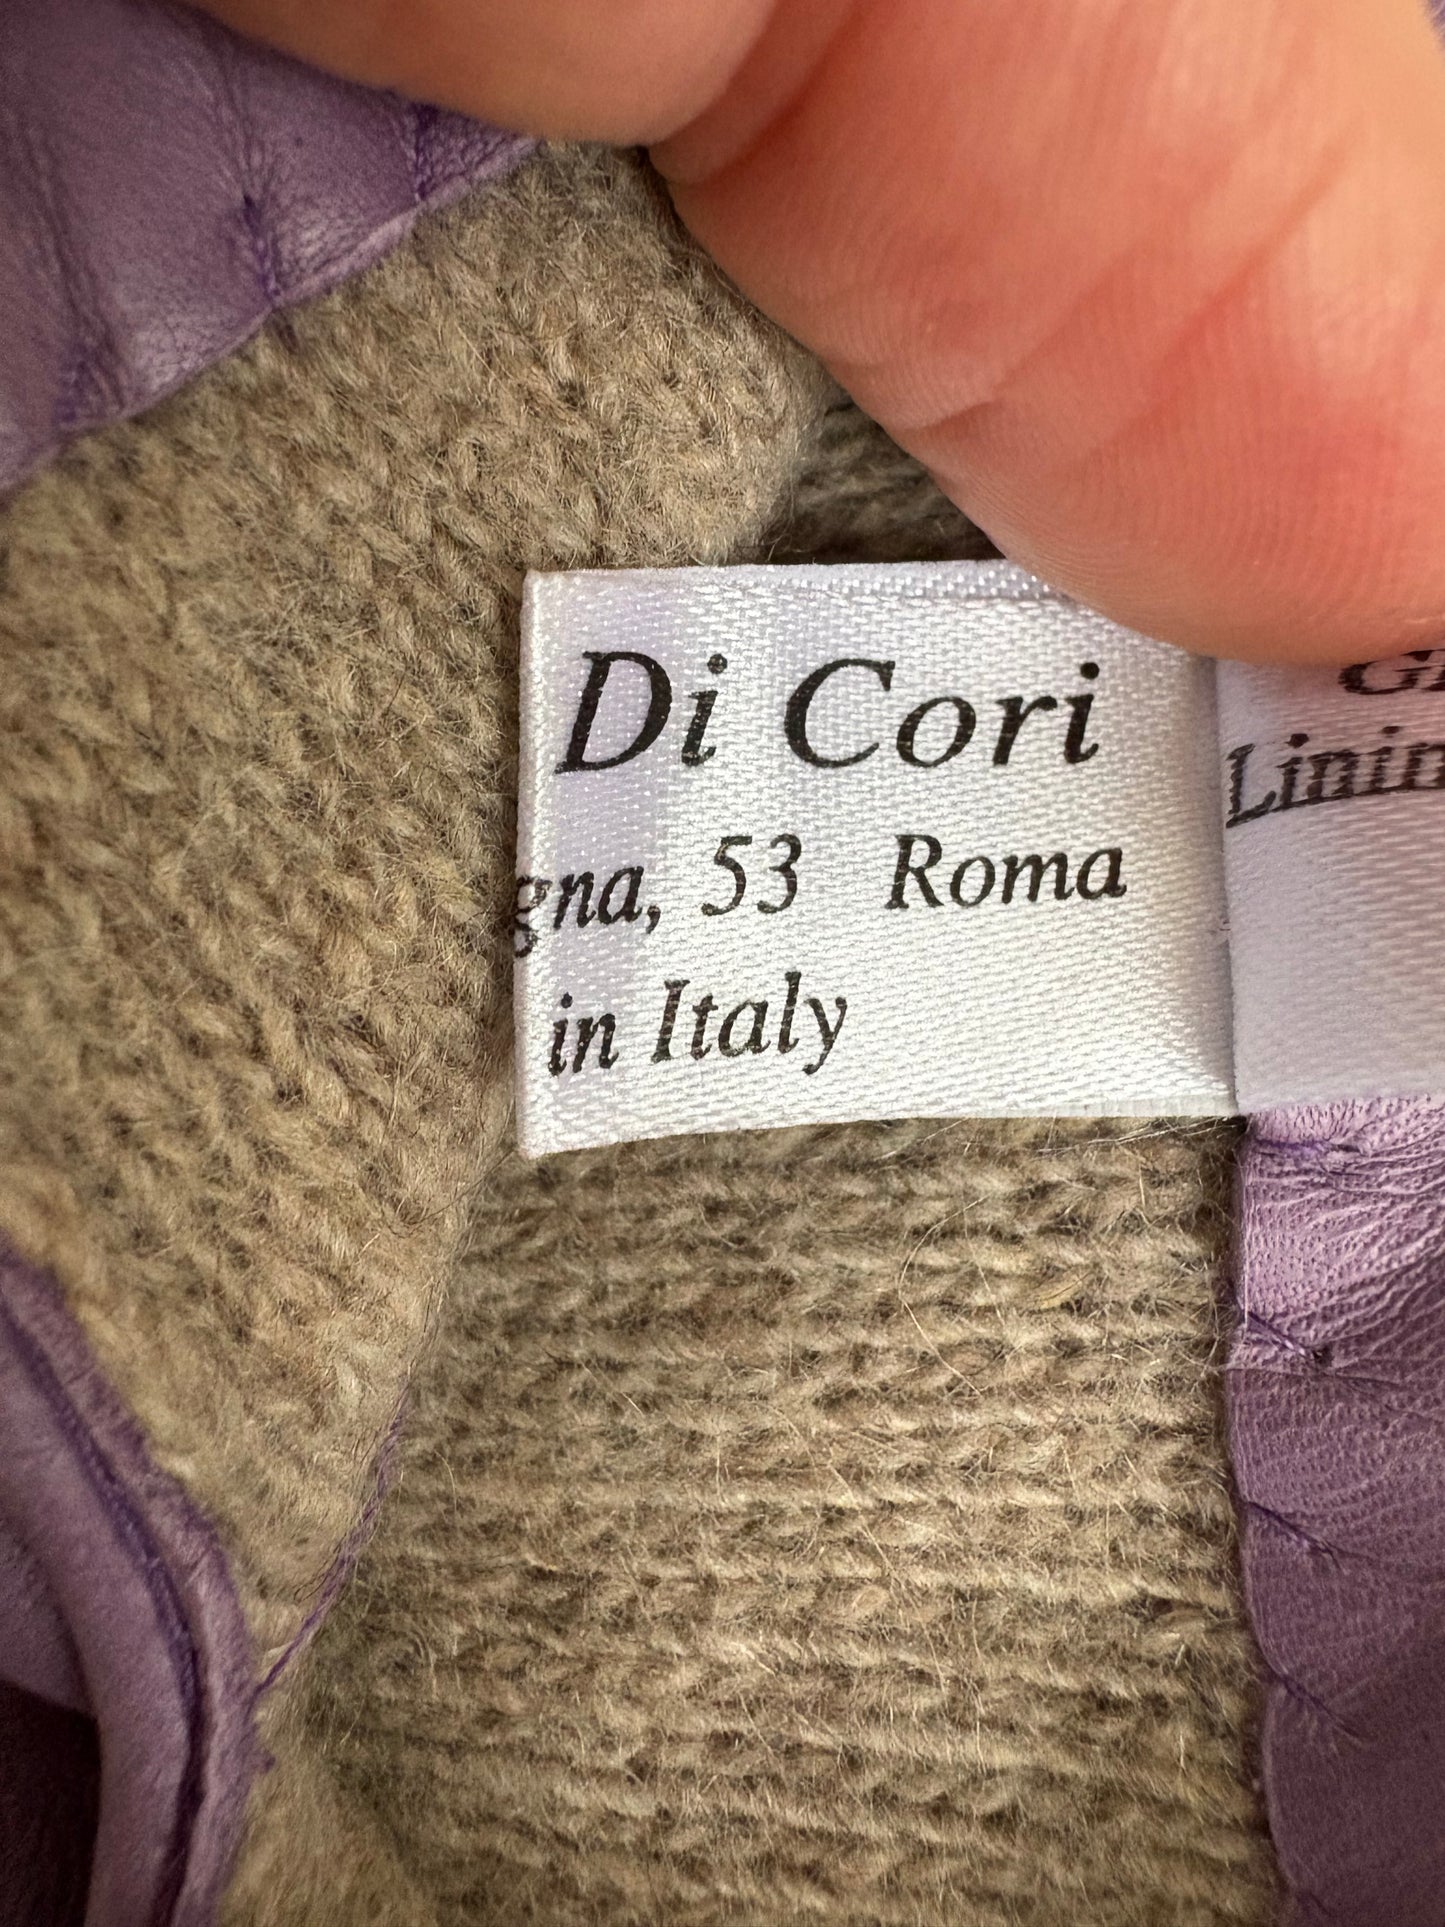 Di Cori
gna, 53 Roma
in Italy
Linin